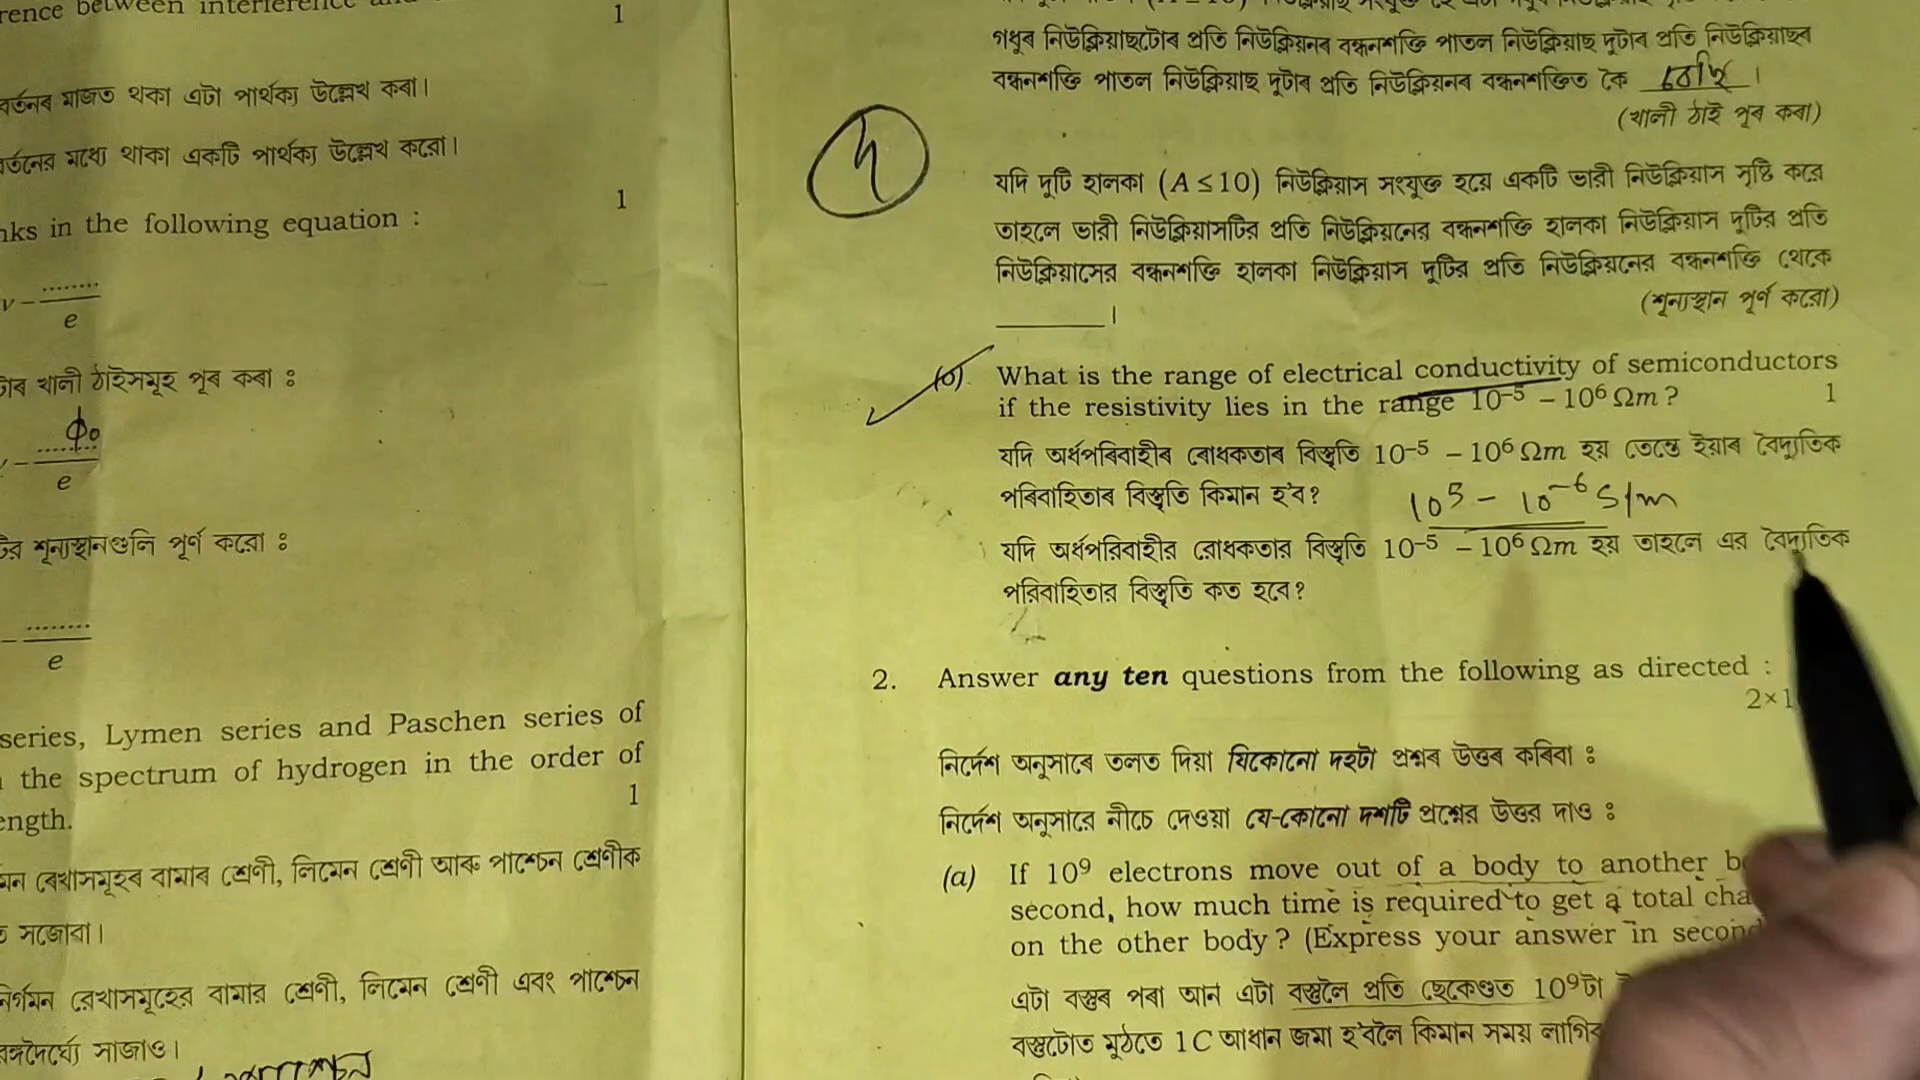 rence between interference and
1
বৰ্তনৰ মাজত থকা এটা পাৰ্থক্য উল্লেখ কৰা।
বর্তনের মধ্যে থাকা একটি পার্থক্য উল্লেখ করো।
1
nks in the following equation :
v – ........
e
টাৰ খালী ঠাইসমূহ পূৰ কৰা ঃ
ϕ₀
– ........
e
টির শূন্যস্থানগুলি পূর্ণ করো ঃ
– ........
e
series, Lymen series and Paschen series of
the spectrum of hydrogen in the order of
ength.
1
মন ৰেখাসমূহৰ বামাৰ শ্ৰেণী, লিমেন শ্ৰেণী আৰু পাশ্চেন শ্ৰেণীক
ত সজোৱা।
নির্গমন রেখাসমূহের বামার শ্রেণী, লিমেন শ্রেণী এবং পাশ্চেন
ঙ্গদৈর্ঘ্যে সাজাও।
গধুৰ নিউক্লিয়াছটোৰ প্ৰতি নিউক্লিয়নৰ বন্ধনশক্তি পাতল নিউক্লিয়াছ দুটাৰ প্ৰতি নিউক্লিয়াছৰ
বন্ধনশক্তি পাতল নিউক্লিয়াছ দুটাৰ প্ৰতি নিউক্লিয়নৰ বন্ধনশক্তিত কৈ বেছি ।
(খালী ঠাই পূৰ কৰা)
যদি দুটি হালকা (A ≤ 10) নিউক্লিয়াস সংযুক্ত হয়ে একটি ভারী নিউক্লিয়াস সৃষ্টি করে
তাহলে ভারী নিউক্লিয়াসটির প্রতি নিউক্লিয়নের বন্ধনশক্তি হালকা নিউক্লিয়াস দুটির প্রতি
নিউক্লিয়াসের বন্ধনশক্তি হালকা নিউক্লিয়াস দুটির প্রতি নিউক্লিয়নের বন্ধনশক্তি থেকে
________ । (শূন্যস্থান পূর্ণ করো)
(o) What is the range of electrical conductivity of semiconductors
if the resistivity lies in the range 10⁻⁵ – 10⁶ Ωm ? 1
যদি অৰ্ধপৰিবাহীৰ ৰোধকতাৰ বিস্তৃতি 10⁻⁵ – 10⁶ Ωm হয় তেন্তে ইয়াৰ বৈদ্যুতিক
পৰিবাহিতাৰ বিস্তৃতি কিমান হ'ব? 10⁵ – 10⁻⁶ S/m
যদি অর্ধপরিবাহীর রোধকতার বিস্তৃতি 10⁻⁵ – 10⁶ Ωm হয় তাহলে এর বৈদ্যুতিক
পরিবাহিতার বিস্তৃতি কত হবে?
2. Answer any ten questions from the following as directed :
2×1
নিৰ্দেশ অনুসাৰে তলত দিয়া যিকোনো দহটা প্ৰশ্নৰ উত্তৰ কৰিবা ঃ
নির্দেশ অনুসারে নীচে দেওয়া যে-কোনো দশটি প্রশ্নের উত্তর দাও ঃ
(a) If 10⁹ electrons move out of a body to another b
second, how much time is required to get a total cha
on the other body ? (Express your answer in second
এটা বস্তুৰ পৰা আন এটা বস্তুলৈ প্ৰতি ছেকেণ্ডত 10⁹টা
বস্তুটোত মুঠতে 1C আধান জমা হ'বলৈ কিমান সময় লাগিব